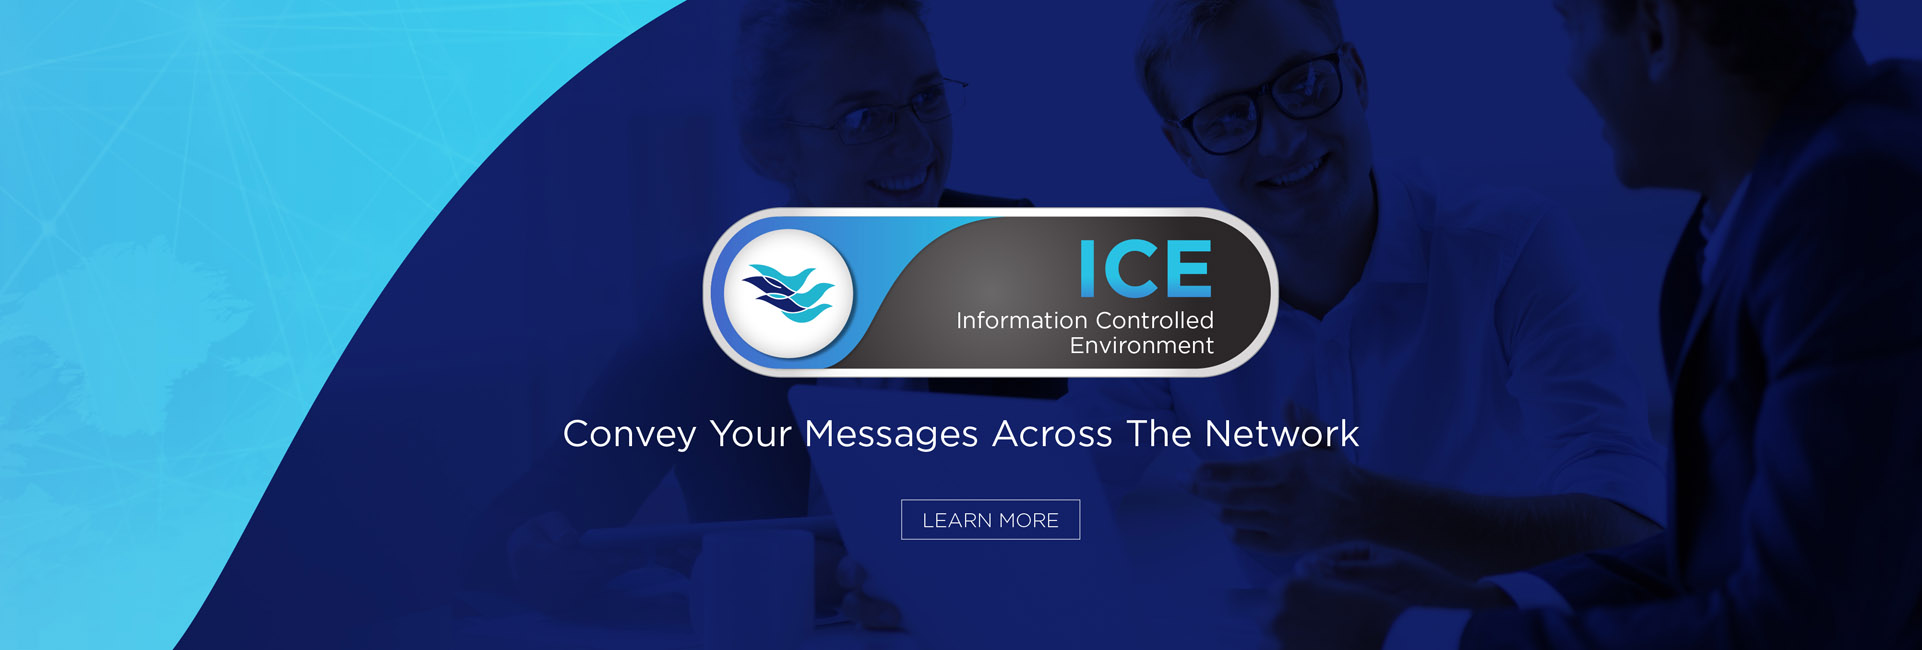 ICE
Information Controlled
Environment
Convey Your Messages Across The Network
LEARN MORE